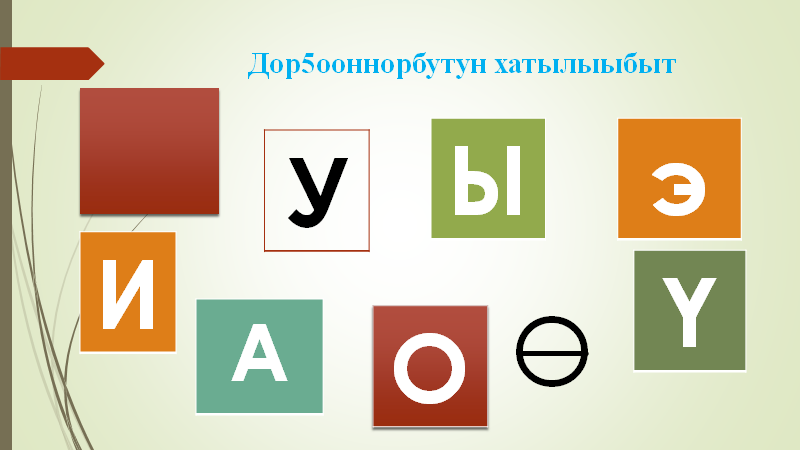 Дор5ооннорбутун хатылыыбыт
У
Ы
э
И
А
О
Ө
Ү